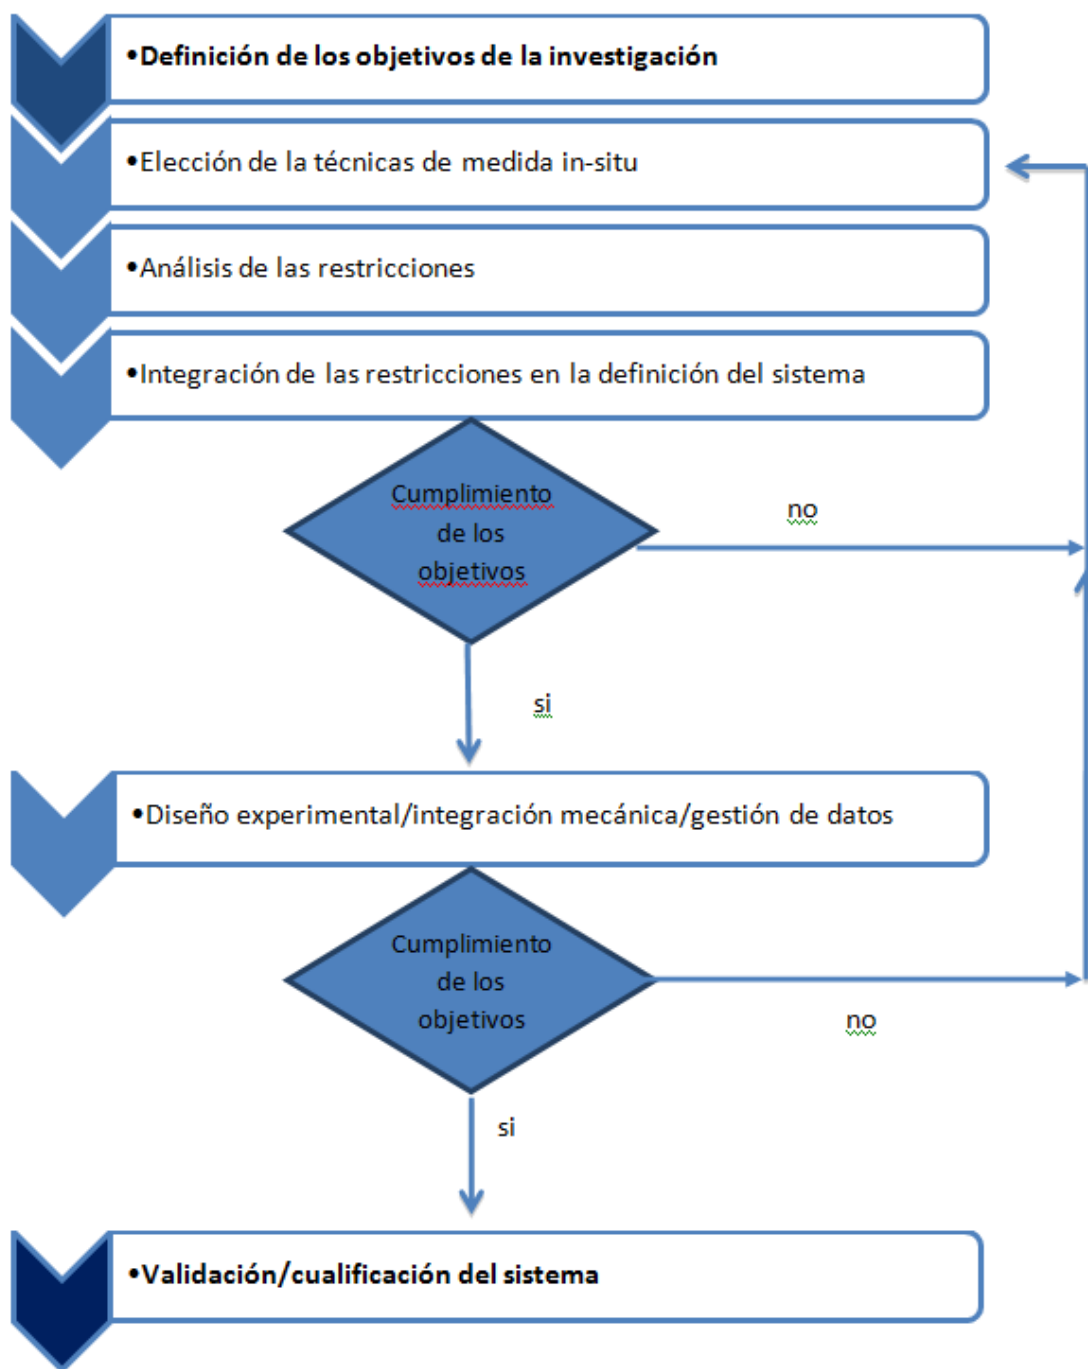 •Definición de los objetivos de la investigación
•Elección de la técnicas de medida in-situ
•Análisis de las restricciones
•Integración de las restricciones en la definición del sistema
Cumplimiento
de los
objetivos
no
si
•Diseño experimental/integración mecánica/gestión de datos
Cumplimiento
de los
objetivos
no
si
•Validación/cualificación del sistema